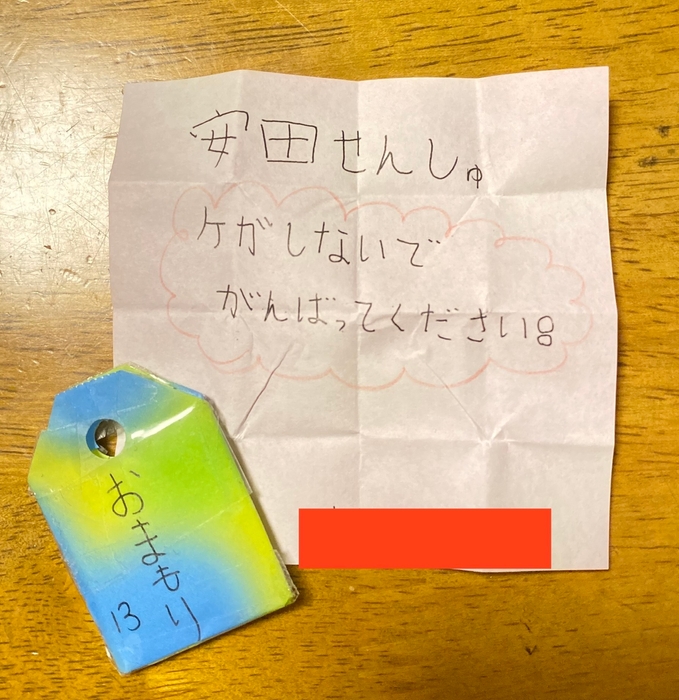 安田せんしゅ
ケガしないで
がんばってください。
おまもり
13